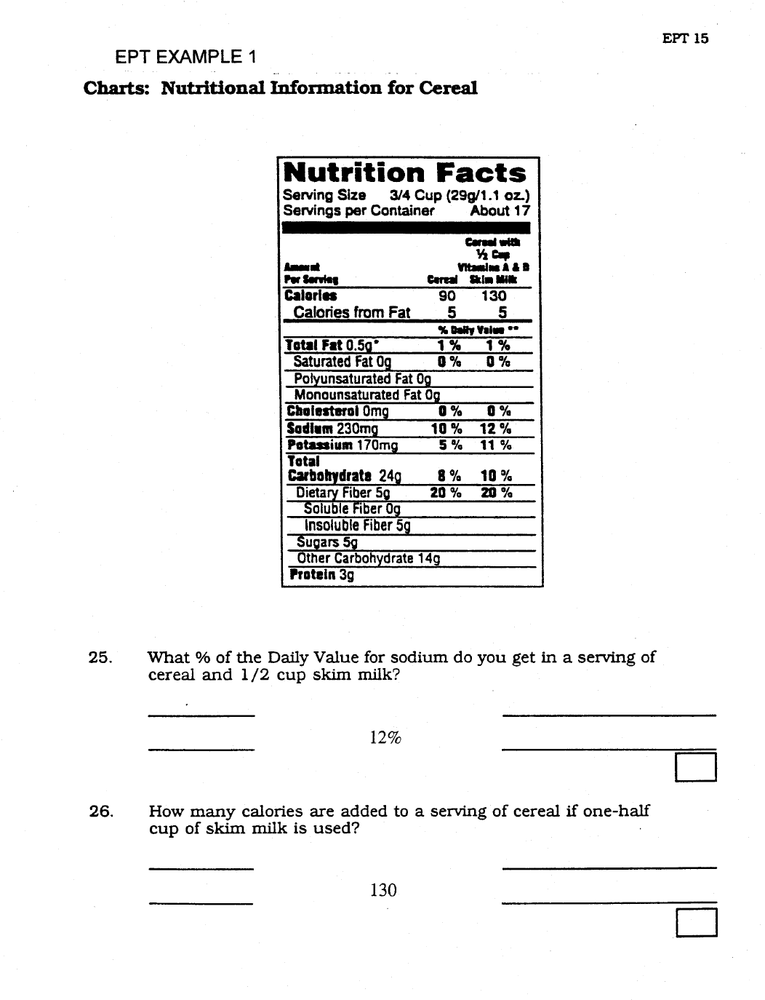 EPT 15
EPT EXAMPLE 1
Charts: Nutritional Information for Cereal
Nutrition Facts
Serving Size 3/4 Cup (29g/1.1 oz.)
Servings per Container About 17
Cereal with
½ Cup
Amount Vitamins A & D
Per Serving Cereal Skim Milk
Calories 90 130
Calories from Fat 5 5
% Daily Value **
Total Fat 0.5g* 1 % 1 %
Saturated Fat 0g 0 % 0 %
Polyunsaturated Fat 0g
Monounsaturated Fat 0g
Cholesterol 0mg 0 % 0 %
Sodium 230mg 10 % 12 %
Potassium 170mg 5 % 11 %
Total
Carbohydrate 24g 8 % 10 %
Dietary Fiber 5g 20 % 20 %
Soluble Fiber 0g
Insoluble Fiber 5g
Sugars 5g
Other Carbohydrate 14g
Protein 3g
25. What % of the Daily Value for sodium do you get in a serving of
cereal and 1/2 cup skim milk?
12%
26. How many calories are added to a serving of cereal if one-half
cup of skim milk is used?
130